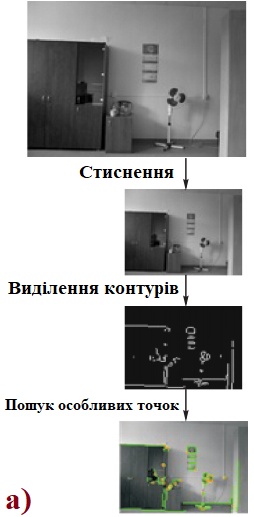 Стиснення
Виділення контурів
Пошук особливих точок
а)